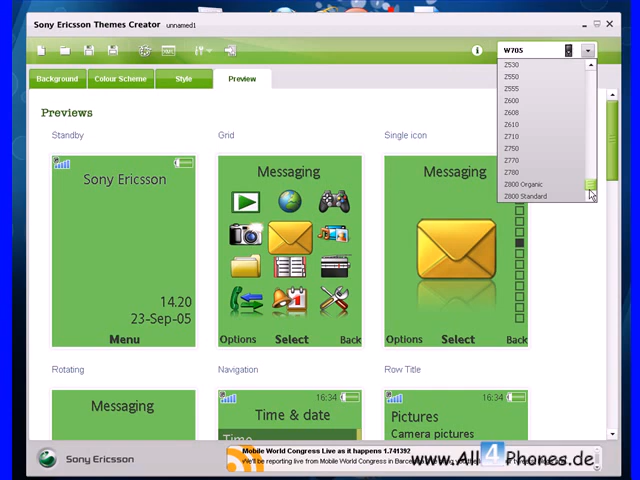 Sony Ericsson Themes Creator unnamed1
W705
Background Colour Scheme Style Preview
Z530
Z550
Z555
Z600
Z608
Z610
Z710
Z750
Z770
Z780
Z800 Organic
Z800 Standard
Previews
Standby Grid Single icon
Sony Ericsson
14.20
23-Sep-05
Menu
Messaging
Options Select Back
Messaging
Options Select Back
Rotating Navigation Row Title
Messaging
16:34
Time & date
Time
16:34
Pictures
Camera pictures
Sony Ericsson
Mobile World Congress Live as it happens 1.741392
We'll be reporting live from Mobile World Congress in Barcelona
www.All4Phones.de